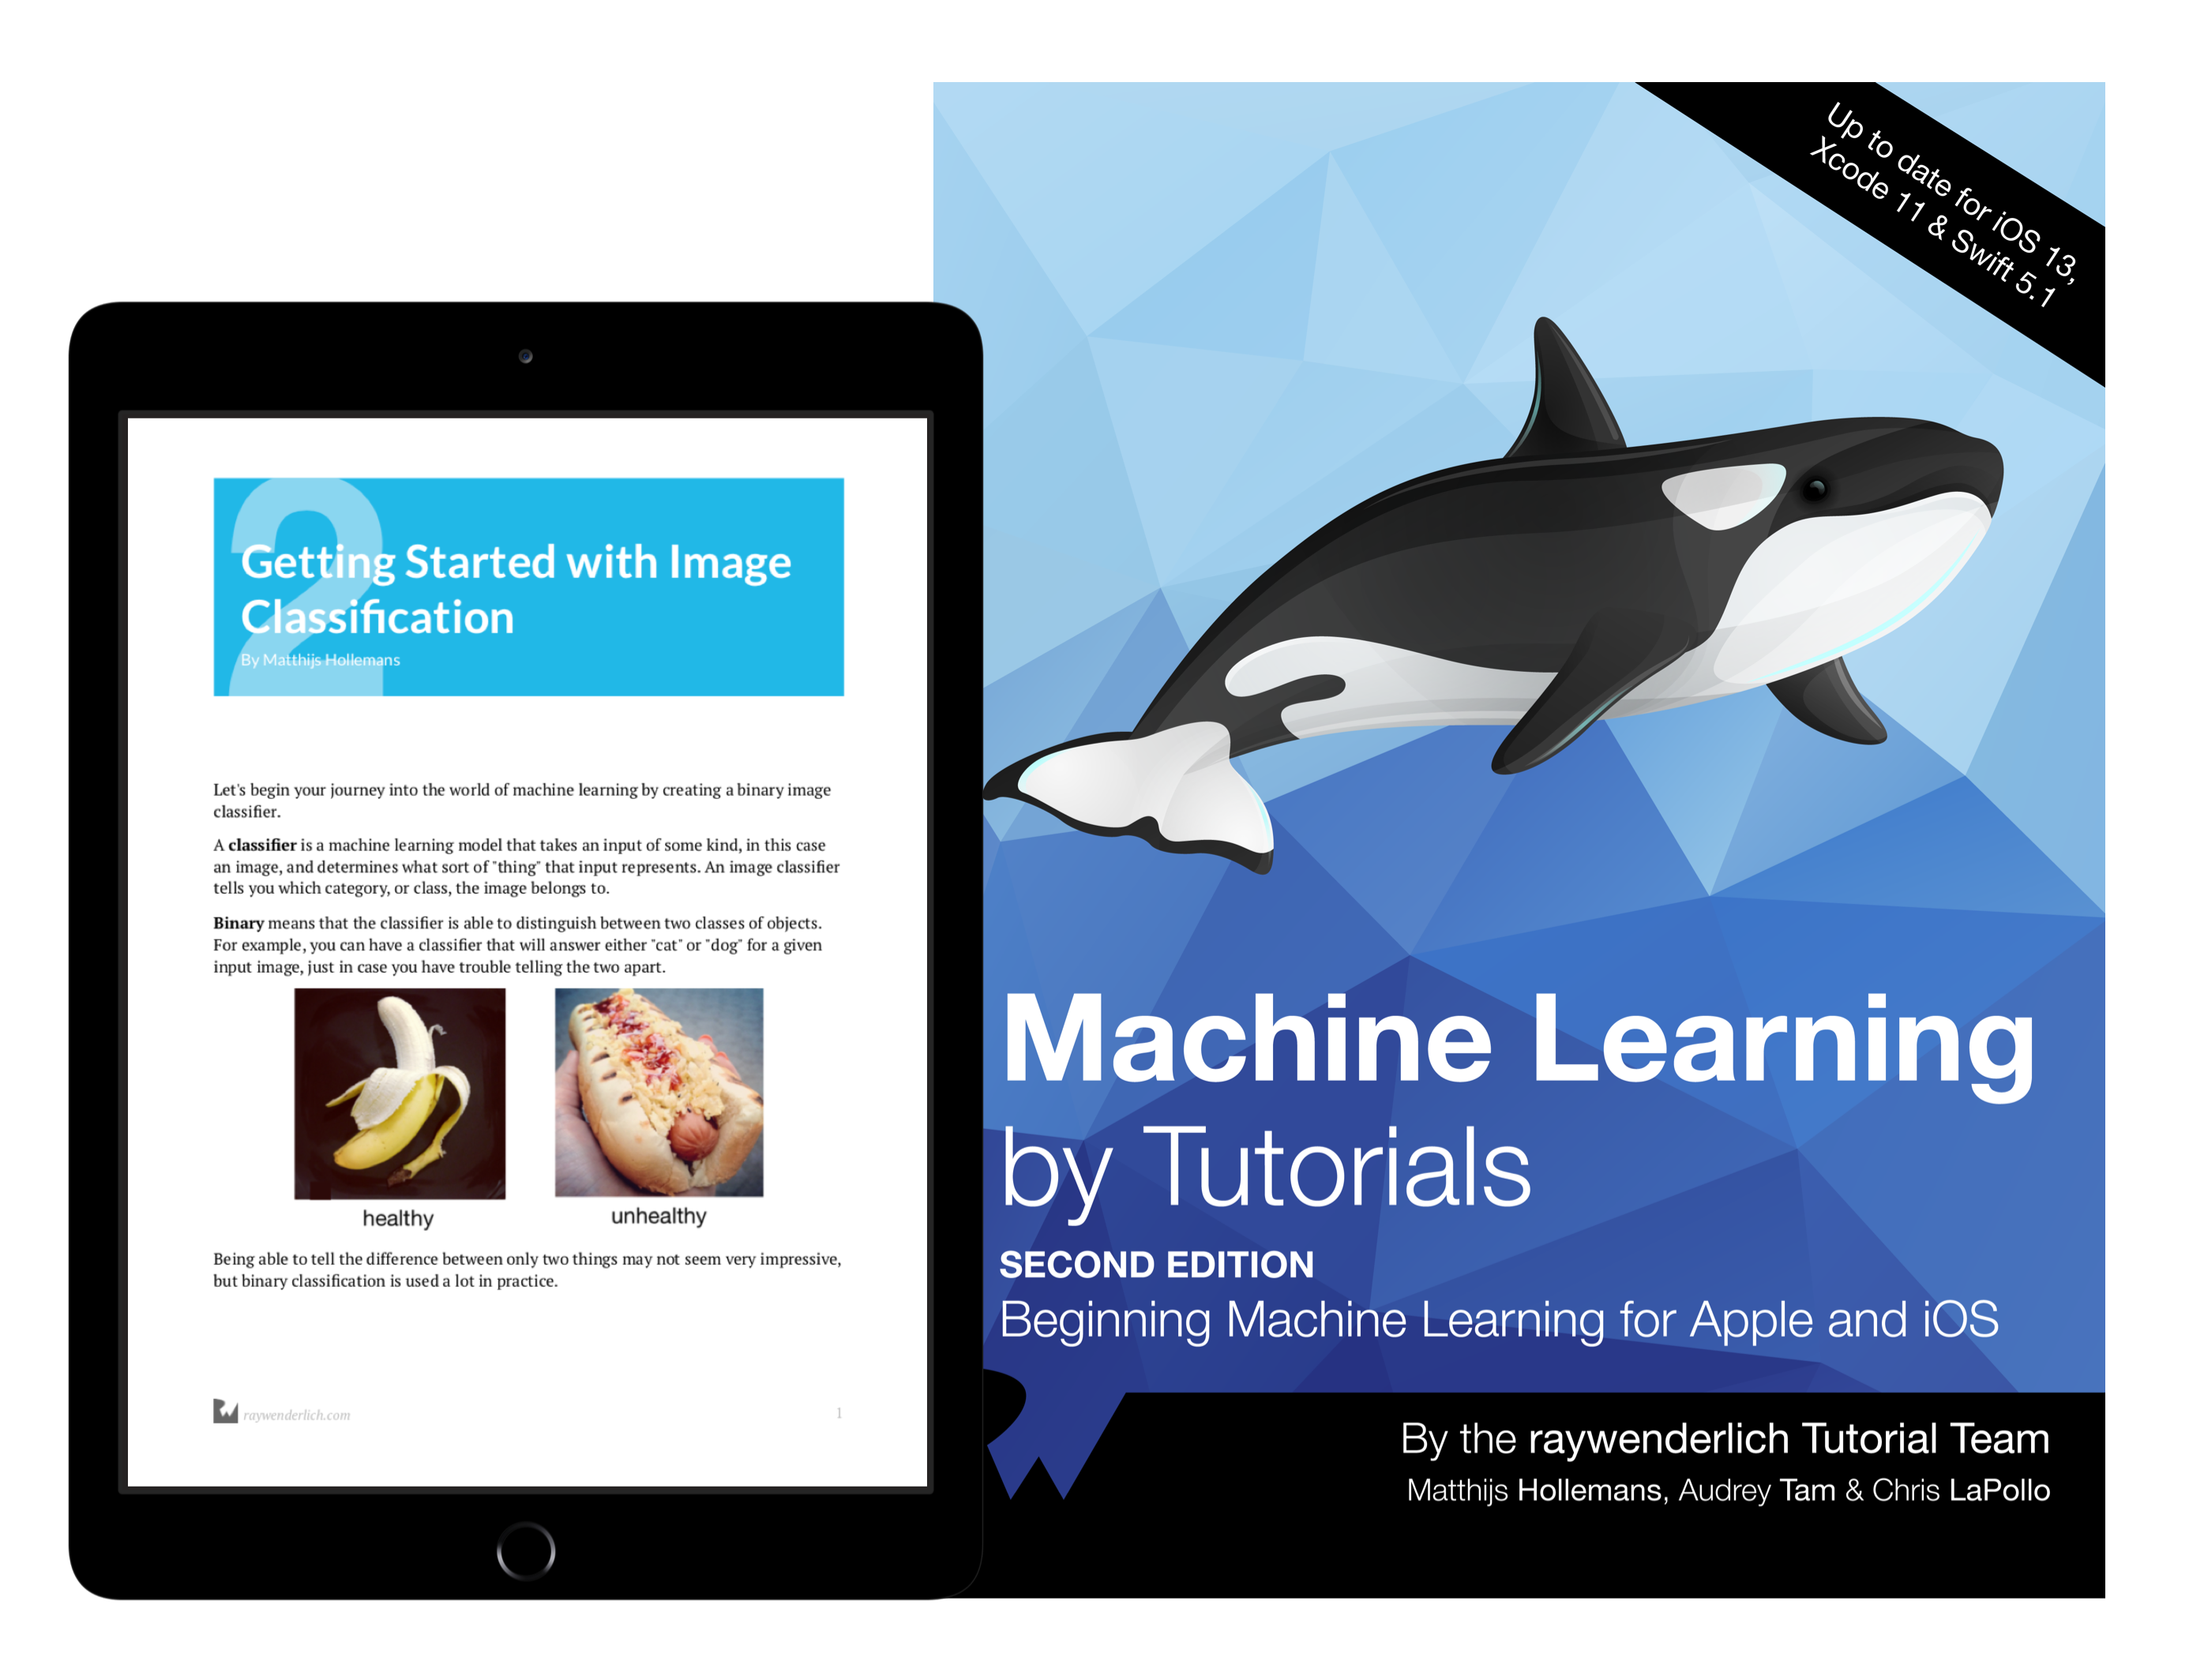 2
Getting Started with Image
Classification
By Matthijs Hollemans
Let's begin your journey into the world of machine learning by creating a binary image
classifier.
A classifier is a machine learning model that takes an input of some kind, in this case
an image, and determines what sort of "thing" that input represents. An image classifier
tells you which category, or class, the image belongs to.
Binary means that the classifier is able to distinguish between two classes of objects.
For example, you can have a classifier that will answer either "cat" or "dog" for a given
input image, just in case you have trouble telling the two apart.
healthy
unhealthy
Being able to tell the difference between only two things may not seem very impressive,
but binary classification is used a lot in practice.
raywenderlich.com
1
Up to date for iOS 13,
Xcode 11 & Swift 5.1
Machine Learning
by Tutorials
SECOND EDITION
Beginning Machine Learning for Apple and iOS
By the raywenderlich Tutorial Team
Matthijs Hollemans, Audrey Tam & Chris LaPollo